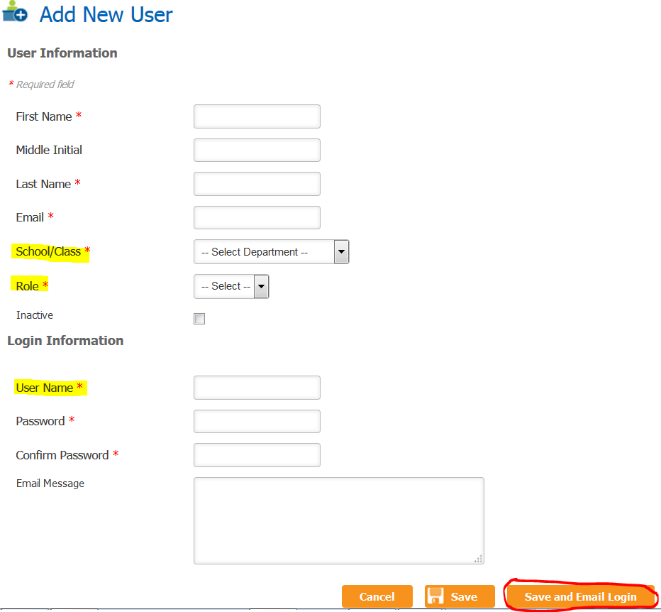 Add New User
User Information
* Required field
First Name *
Middle Initial
Last Name *
Email *
School/Class * -- Select Department --
Role * -- Select --
Inactive
Login Information
User Name *
Password *
Confirm Password *
Email Message
Cancel Save Save and Email Login